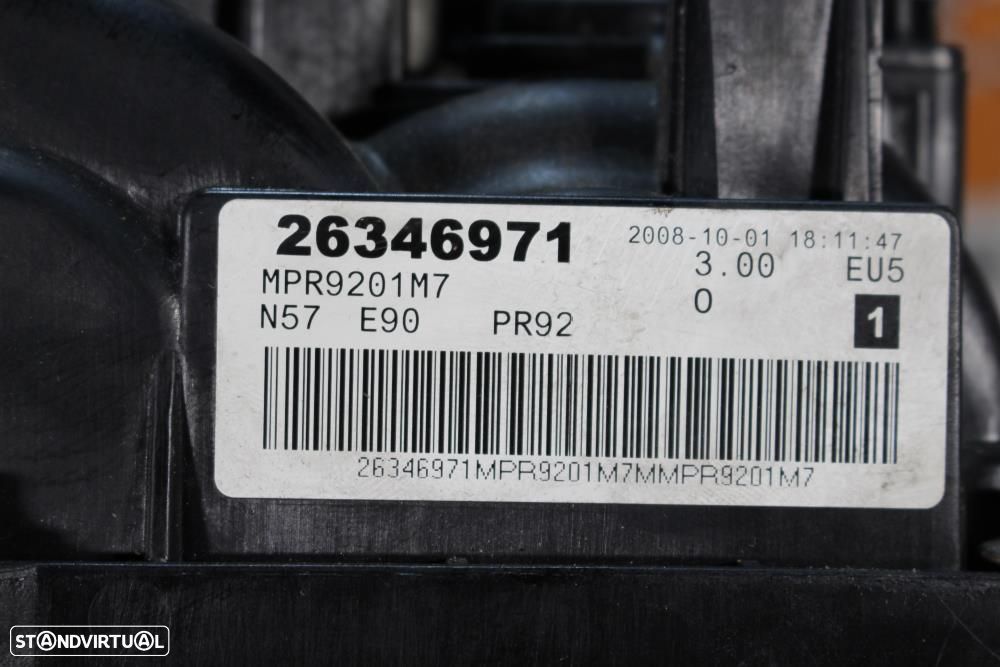 26346971 2008-10-01 18:11:47
MPR9201M7 3.00 EU5
N57 E90 PR92 0 1
26346971MPR9201M7MMPR9201M7
STANDVIRTUAL